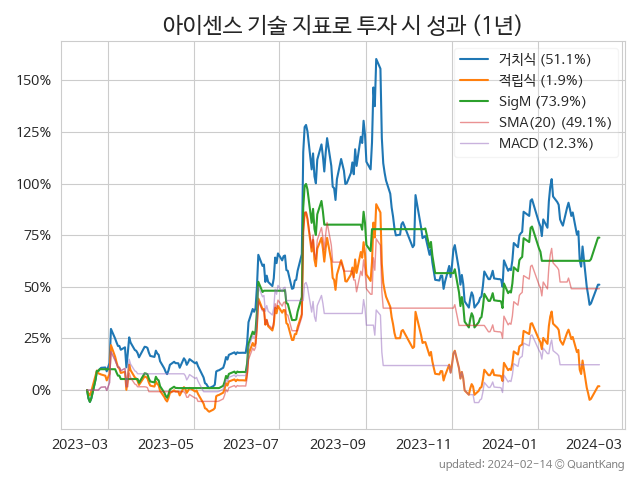 아이센스 기술 지표로 투자 시 성과 (1년)
거치식 (51.1%)
적립식 (1.9%)
SigM (73.9%)
SMA(20) (49.1%)
MACD (12.3%)
150%
125%
100%
75%
50%
25%
0%
2023-03
2023-05
2023-07
2023-09
2023-11
2024-01
2024-03
updated: 2024-02-14 © QuantKang